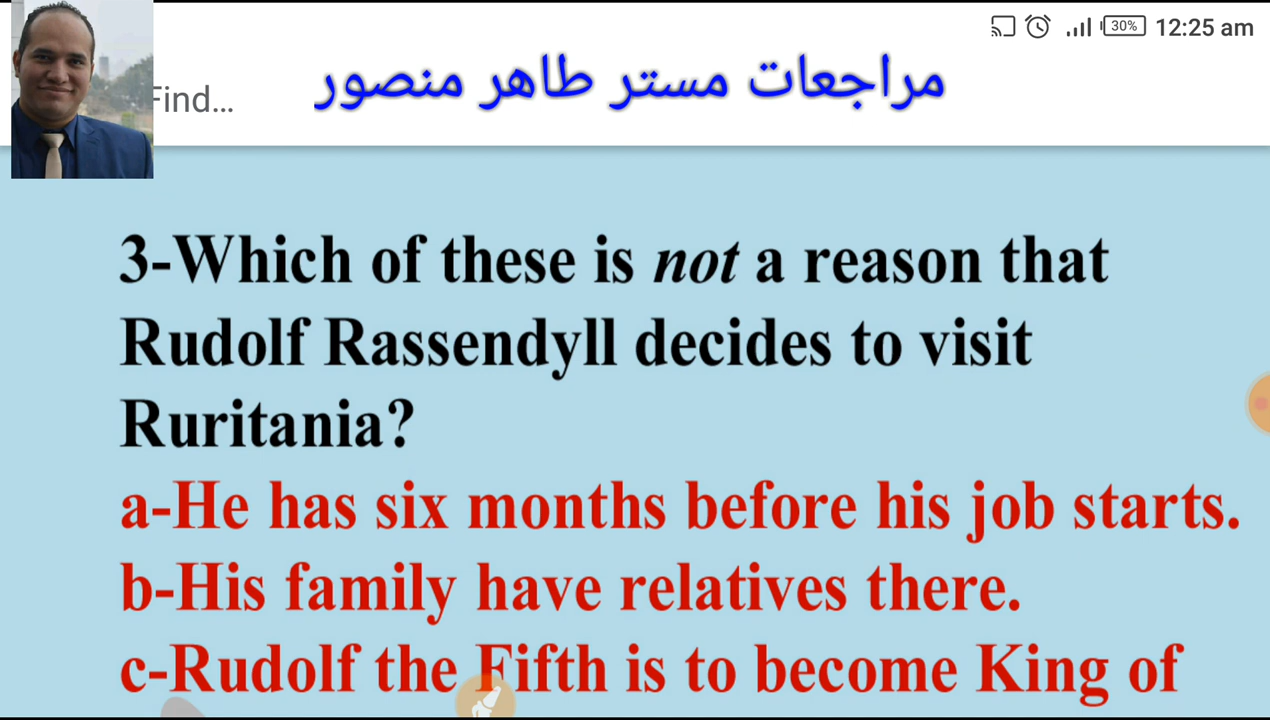 30% 12:25 am
Find...
مراجعات مستر طاهر منصور
3-Which of these is not a reason that
Rudolf Rassendyll decides to visit
Ruritania?
a-He has six months before his job starts.
b-His family have relatives there.
c-Rudolf the Fifth is to become King of